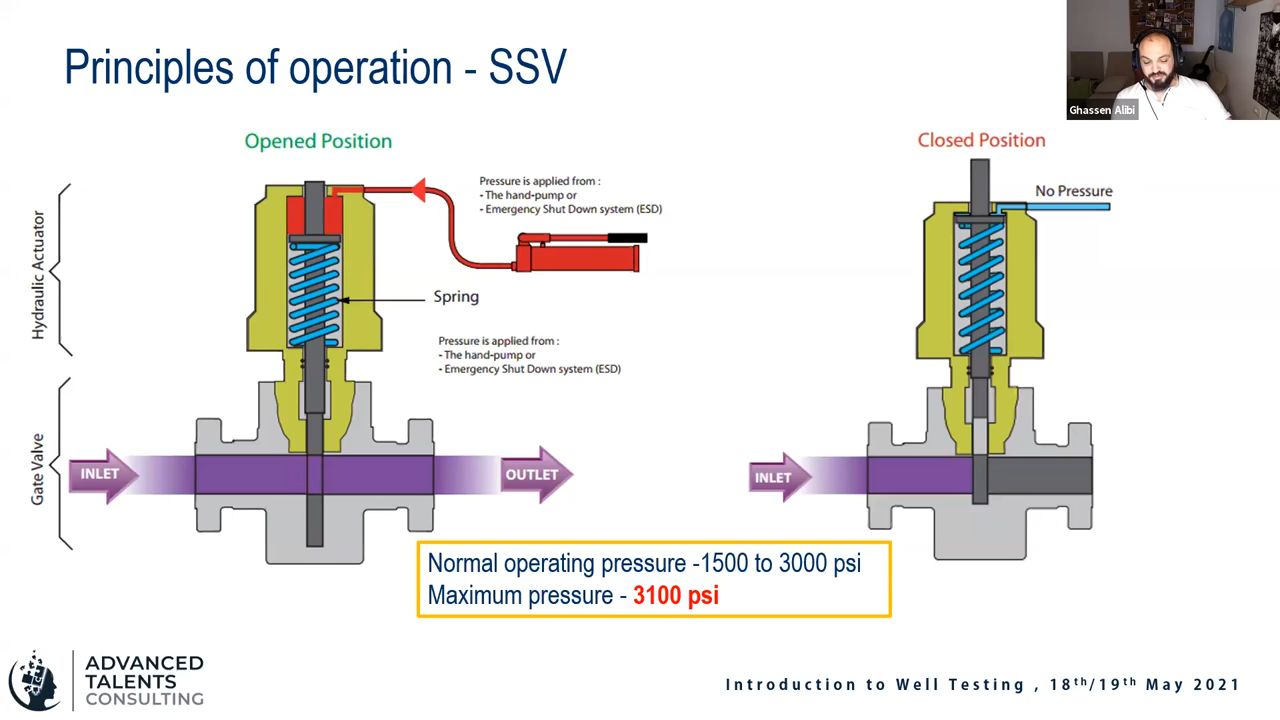 Principles of operation - SSV
Ghassen Alibi
Opened Position
Closed Position
Hydraulic Actuator
Pressure is applied from :
- The hand-pump or
- Emergency Shut Down system (ESD)
No Pressure
Spring
Pressure is applied from :
- The hand-pump or
- Emergency Shut Down system (ESD)
Gate Valve
INLET
OUTLET
INLET
Normal operating pressure -1500 to 3000 psi
Maximum pressure - 3100 psi
ADVANCED
TALENTS
CONSULTING
Introduction to Well Testing , 18th/19th May 2021